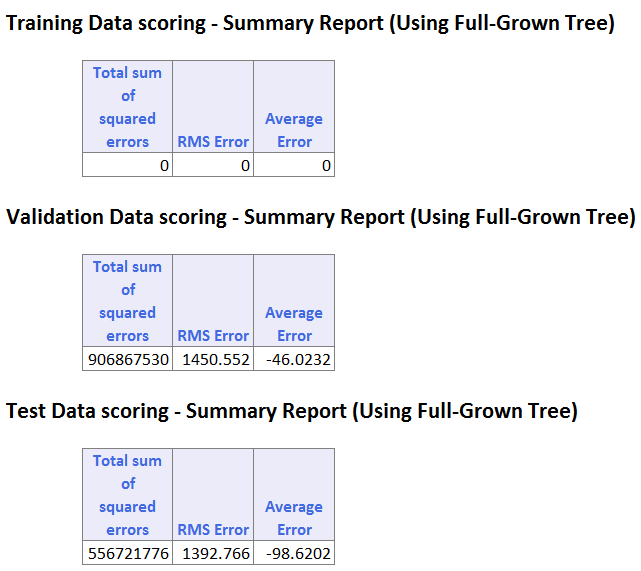 Training Data scoring - Summary Report (Using Full-Grown Tree)
Total sum
of
squared
errors RMS Error Average
Error
0 0 0
Validation Data scoring - Summary Report (Using Full-Grown Tree)
Total sum
of
squared
errors RMS Error Average
Error
906867530 1450.552 -46.0232
Test Data scoring - Summary Report (Using Full-Grown Tree)
Total sum
of
squared
errors RMS Error Average
Error
556721776 1392.766 -98.6202